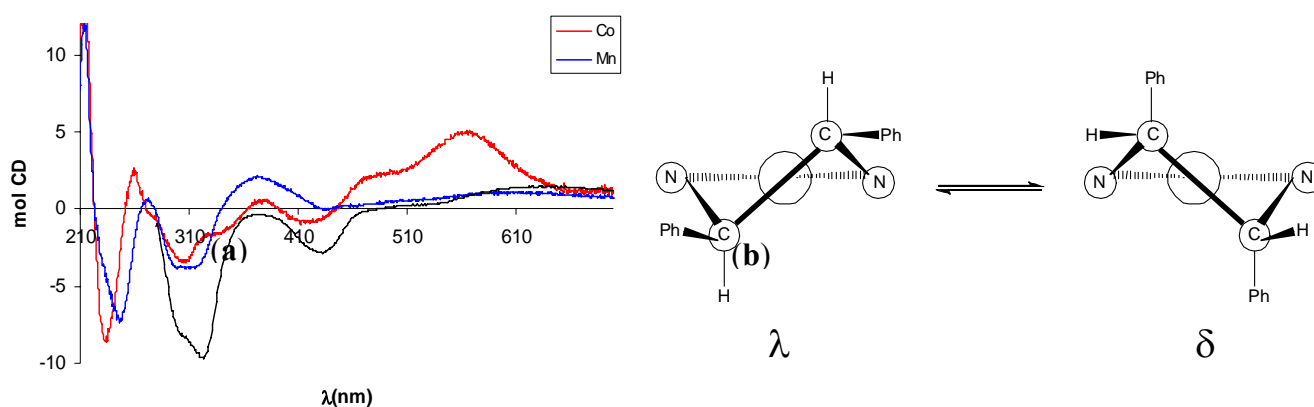 10
5
0
-5
-10
mol CD
210 310 410 510 610
λ(nm)
Co
Mn
(a)
H
C Ph
N N
Ph C
H
(b)
λ
Ph
H C
N N
C H
Ph
δ